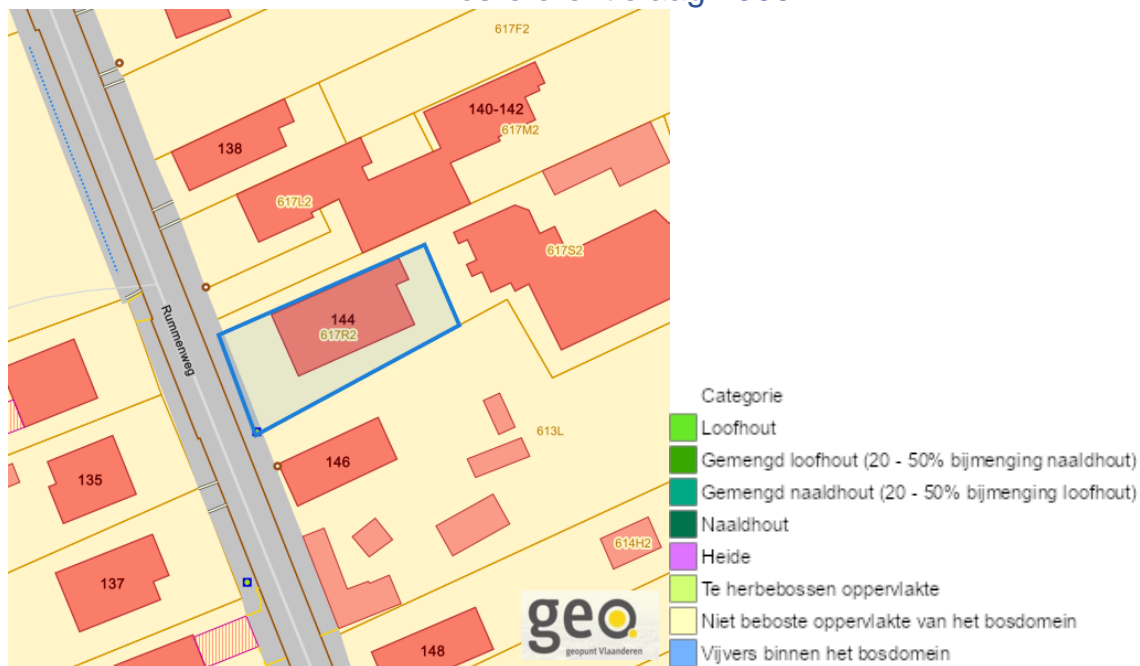 617F2
140-142
617M2
138
617L2
617S2
144
617R2
Rummenweg
613L
146
135
614H2
137
148
geo.
geopunt Vlaanderen
Categorie
Loofhout
Gemengd loofhout (20 - 50% bijmenging naaldhout)
Gemengd naaldhout (20 - 50% bijmenging loofhout)
Naaldhout
Heide
Te herbebossen oppervlakte
Niet beboste oppervlakte van het bosdomein
Vijvers binnen het bosdomein